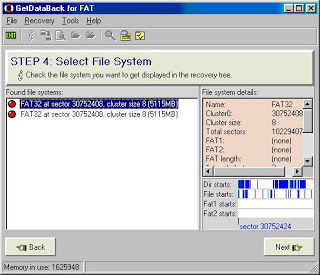 GetDataBack for FAT
File Recovery Tools Help
EXIT
STEP 4: Select File System
Check the file system you want to get displayed in the recovery tree.
Found file systems:
FAT32 at sector 30752408, cluster size 8 (5115MB)
FAT32 at sector 30752408, cluster size 8 (5115MB)
File system details:
Name: FAT32
Cluster0: 30752408
Cluster size: 8
Total sectors: 10229407
FAT1: (none)
FAT2: (none)
FAT length: (none)
Dir starts:
File starts:
Fat1 starts:
Fat2 starts:
sector 30752424
Back
Next
Memory in use: 1625948